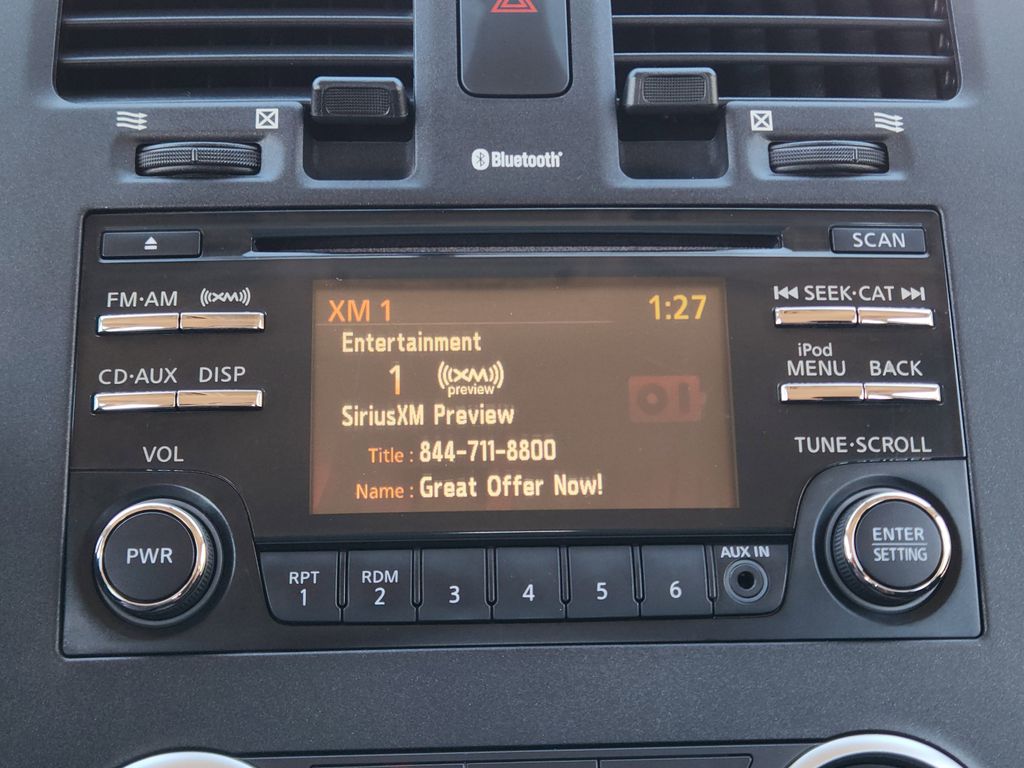 Bluetooth®
SCAN
FM·AM
XM
SEEK·CAT
XM 1 1:27
Entertainment
1 XM
preview
SiriusXM Preview
Title : 844-711-8800
Name : Great Offer Now!
CD·AUX DISP
iPod
MENU BACK
VOL
TUNE·SCROLL
PWR
ENTER
SETTING
RPT
1
RDM
2
3
4
5
6
AUX IN